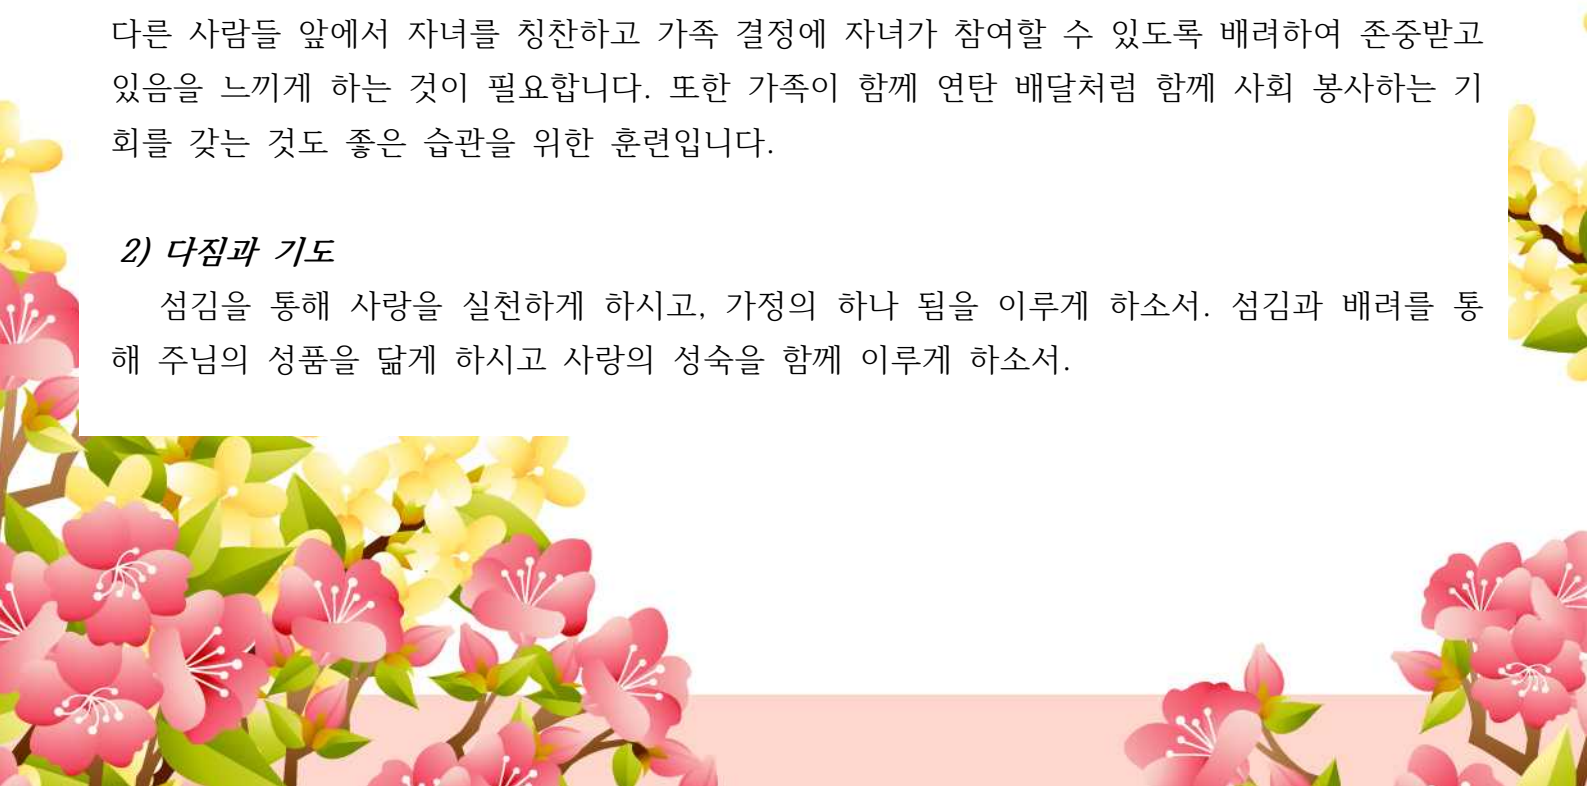 다른 사람들 앞에서 자녀를 칭찬하고 가족 결정에 자녀가 참여할 수 있도록 배려하여 존중받고
있음을 느끼게 하는 것이 필요합니다. 또한 가족이 함께 연탄 배달처럼 함께 사회 봉사하는 기
회를 갖는 것도 좋은 습관을 위한 훈련입니다.
2) 다짐과 기도
섬김을 통해 사랑을 실천하게 하시고, 가정의 하나 됨을 이루게 하소서. 섬김과 배려를 통
해 주님의 성품을 닮게 하시고 사랑의 성숙을 함께 이루게 하소서.